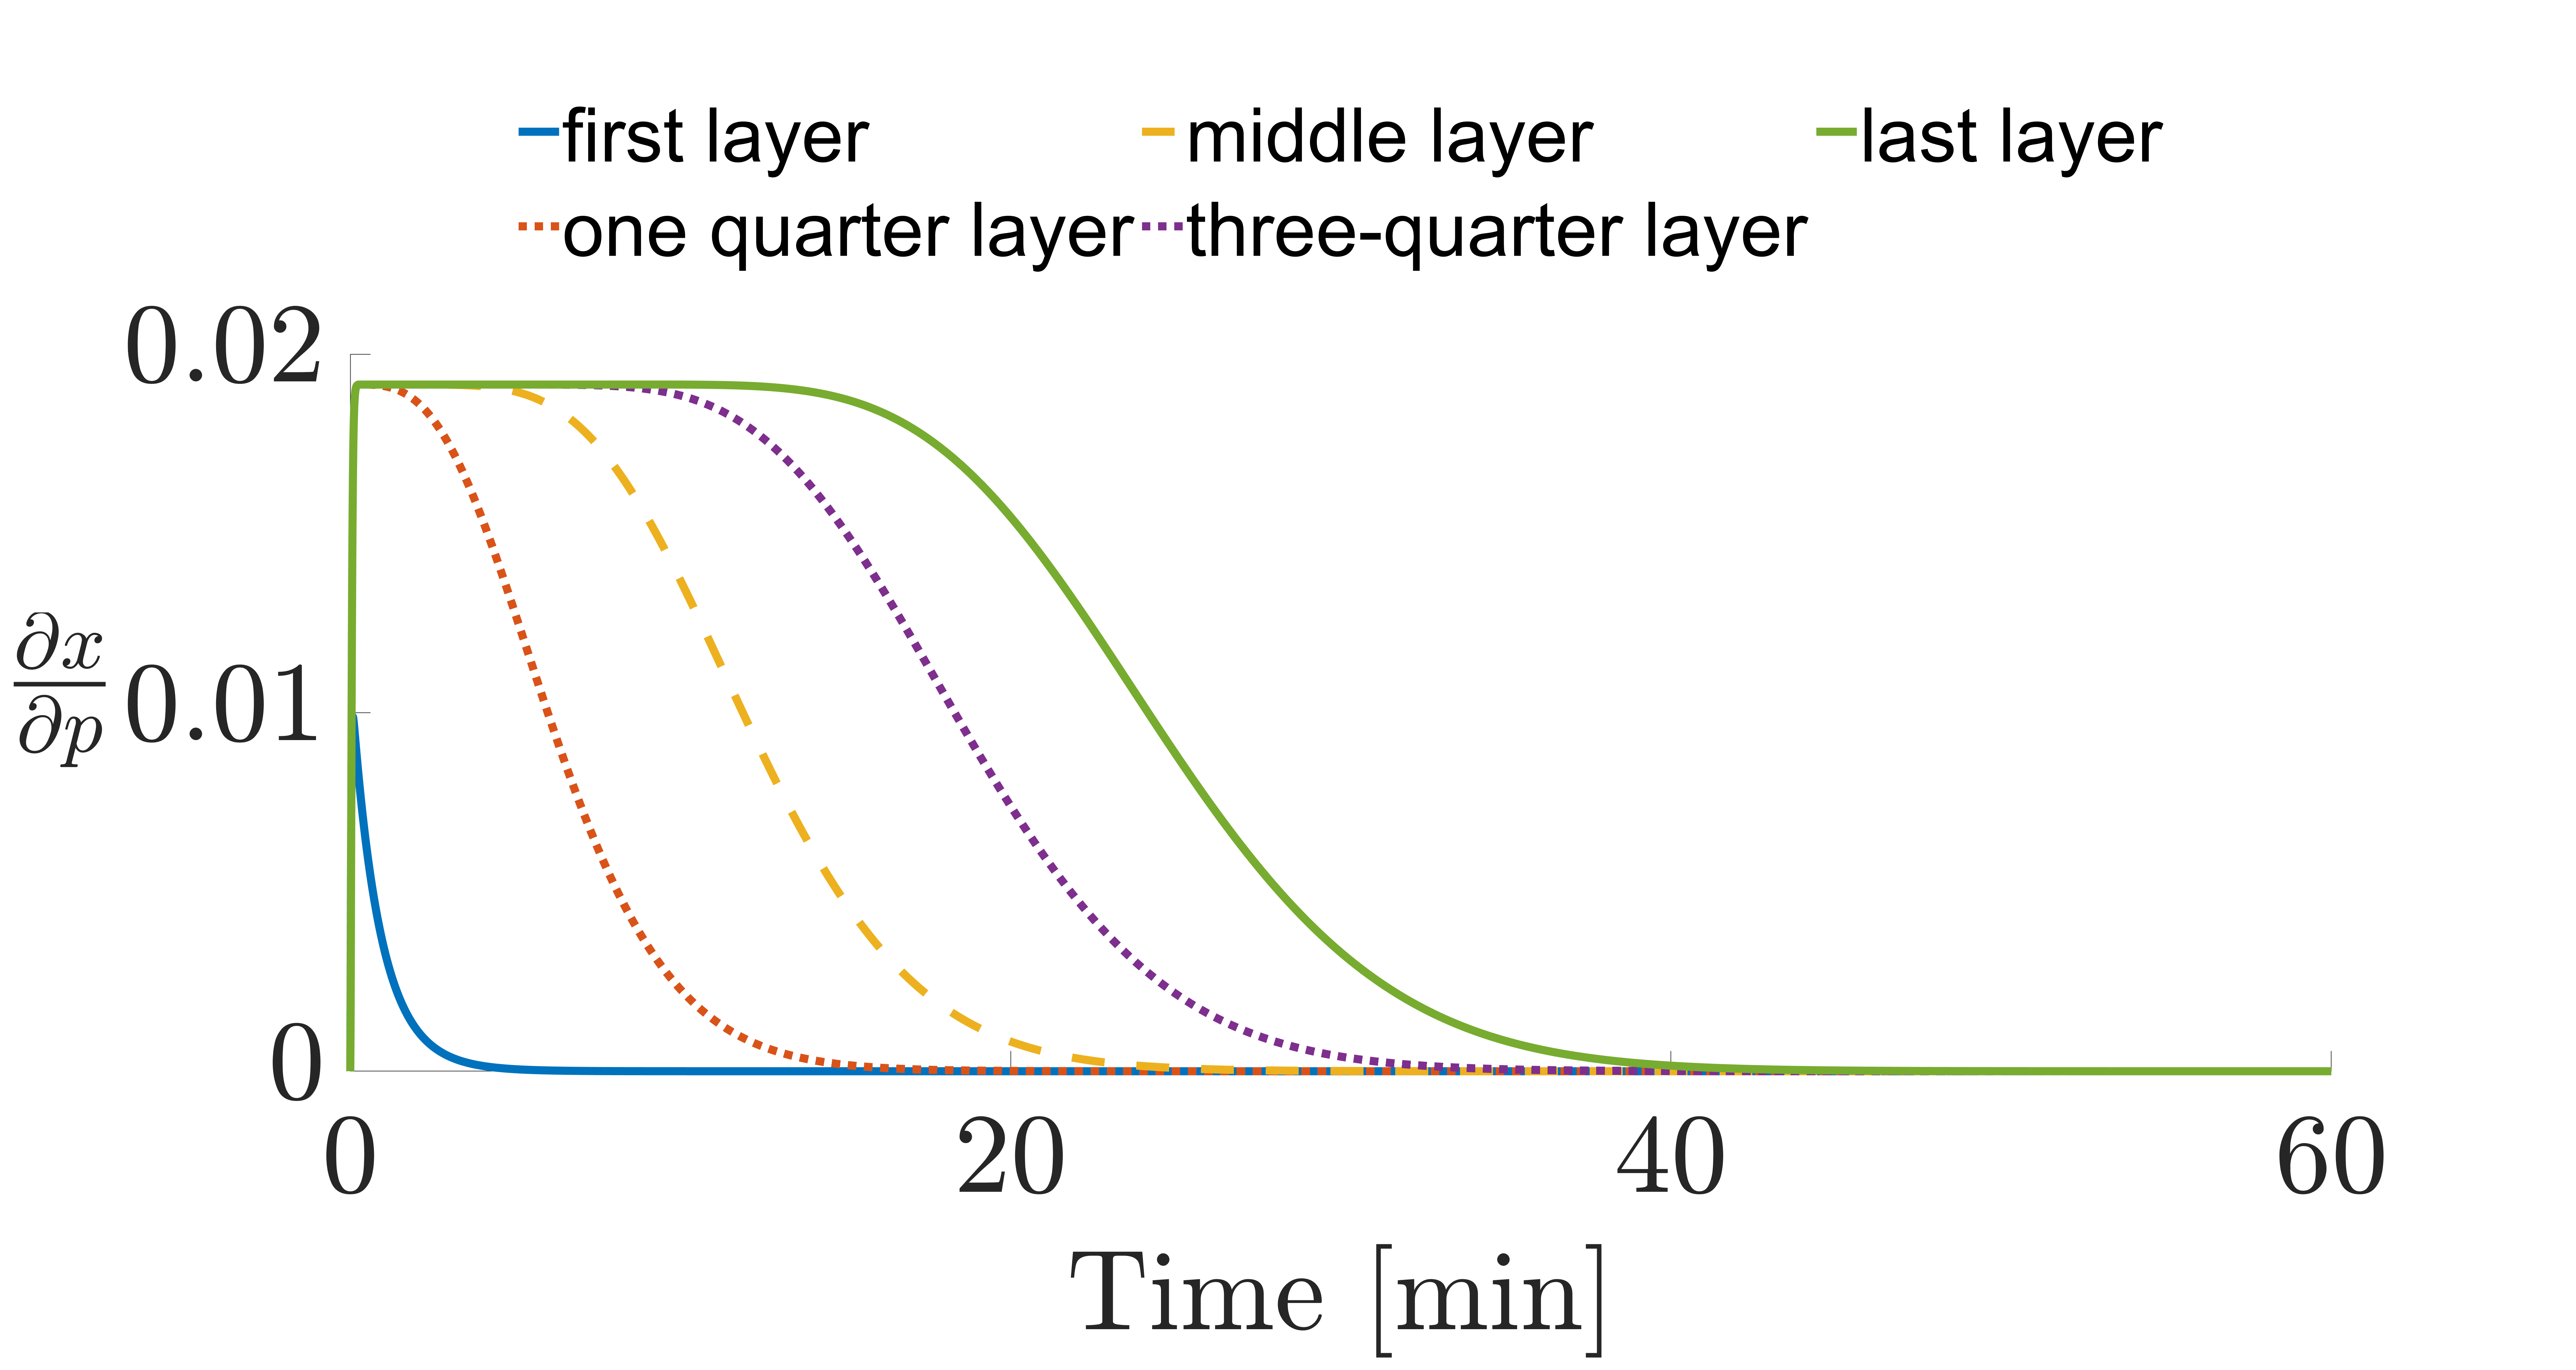 first layer
middle layer
last layer
one quarter layer
three-quarter layer
0.02
0.01
0
∂x
∂p
0
20
40
60
Time [min]